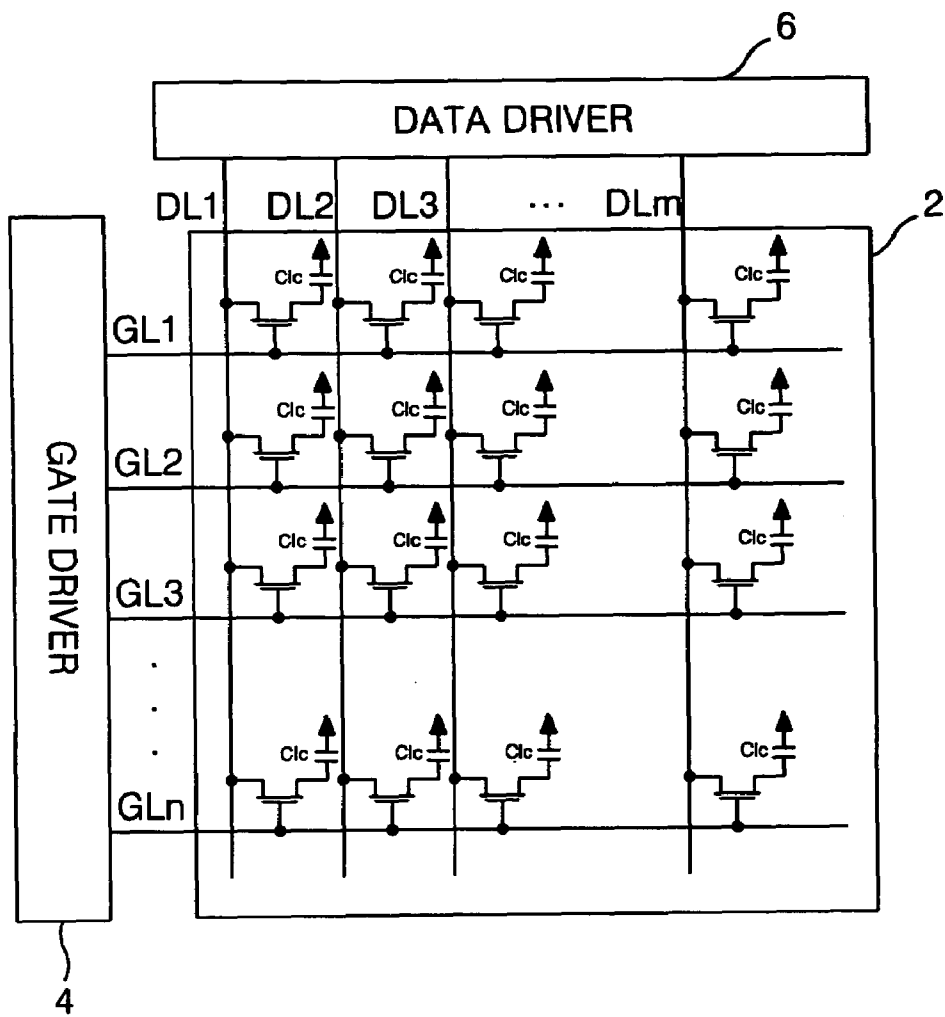 6
DATA DRIVER
DL1 DL2 DL3 ... DLm
2
Clc Clc Clc Clc
GL1
Clc Clc Clc Clc
GL2
Clc Clc Clc Clc
GL3
GATE DRIVER
. . .
Clc Clc Clc Clc
GLn
4